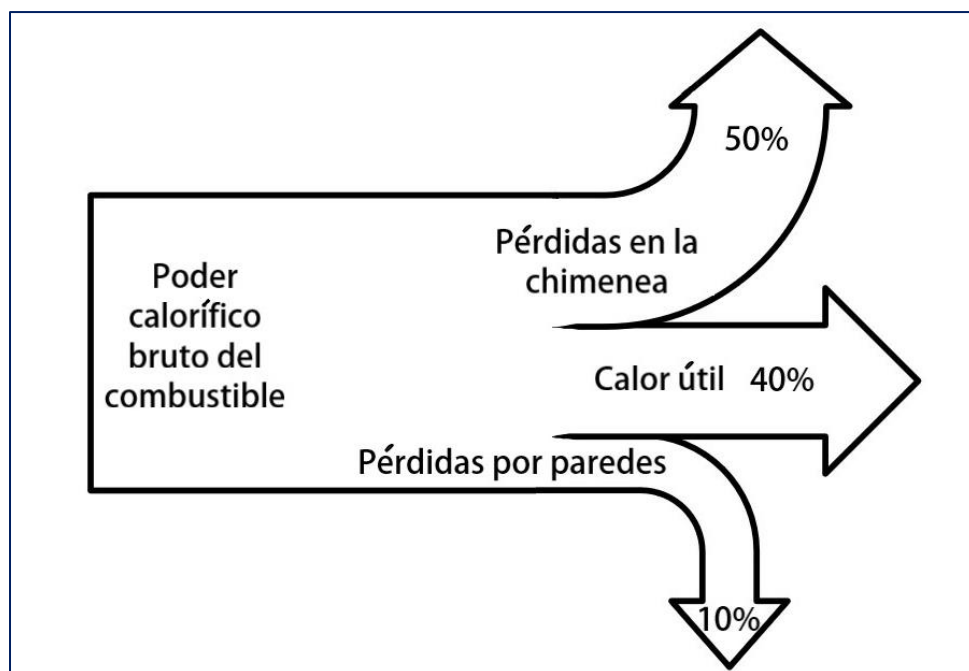 50%
Pérdidas en la
chimenea
Poder
calorífico
bruto del
combustible
Calor útil 40%
Pérdidas por paredes
10%